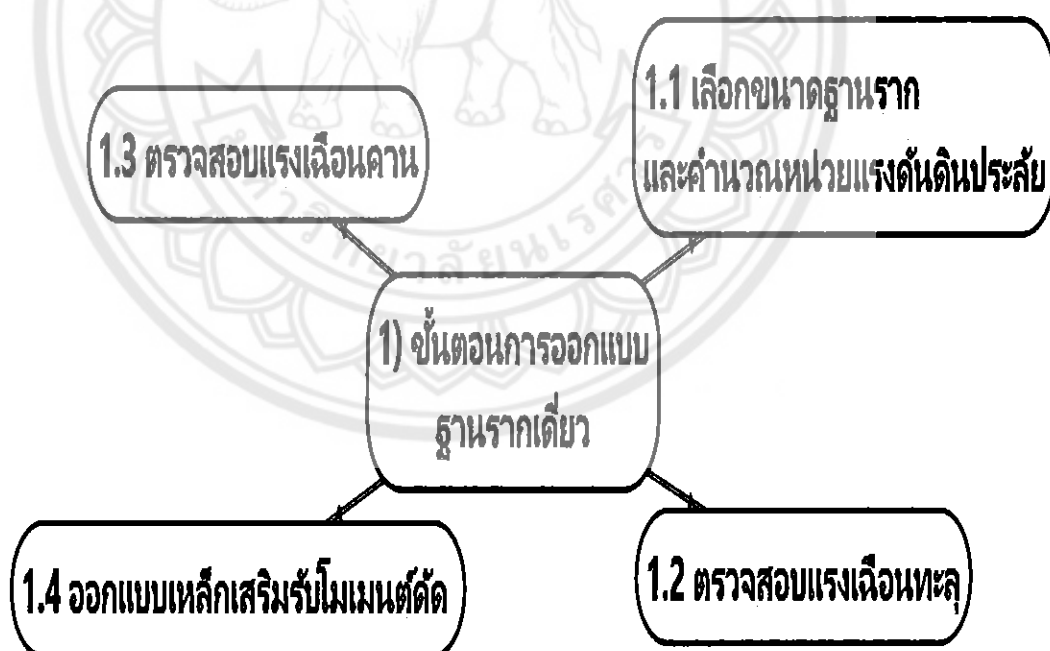 1.1 เลือกขนาดฐานราก
และคำนวณหน่วยแรงดันดินประลัย
1.3 ตรวจสอบแรงเฉือนคาน
1) ขั้นตอนการออกแบบ
ฐานรากเดี่ยว
1.4 ออกแบบเหล็กเสริมรับโมเมนต์ดัด
1.2 ตรวจสอบแรงเฉือนทะลุ